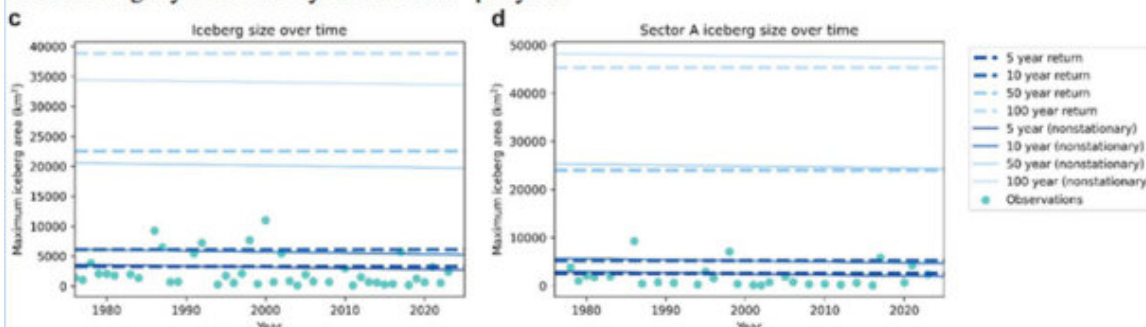 c
d
Iceberg size over time
Sector A iceberg size over time
Maximum iceberg area (km²)
40000
35000
30000
25000
20000
15000
10000
5000
0
1980
1990
2000
2010
2020
Maximum iceberg area (km²)
50000
40000
30000
20000
10000
0
1980
1990
2000
2010
2020
5 year return
10 year return
50 year return
100 year return
5 year (nonstationary)
10 year (nonstationary)
50 year (nonstationary)
100 year (nonstationary
Observations